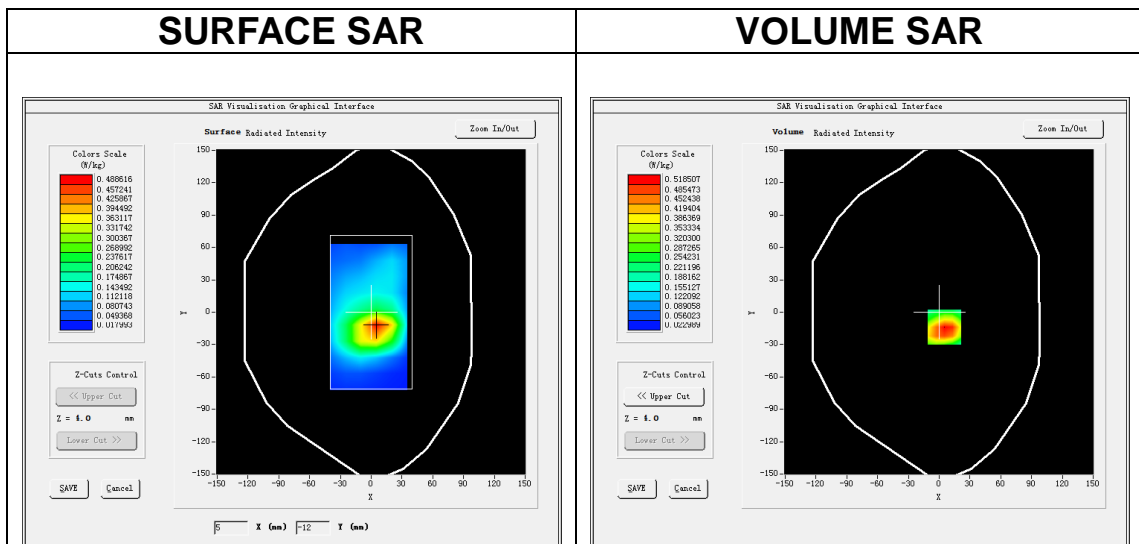 SURFACE SAR
VOLUME SAR
SAR Visualisation Graphical Interface
Surface Radiated Intensity
Zoom In/Out
Colors Scale
(W/kg)
0.488616
0.457241
0.425867
0.394492
0.363117
0.331742
0.300367
0.268992
0.237617
0.206242
0.174867
0.143492
0.112118
0.080743
0.049368
0.017993
150
120
90
60
30
0
-30
-60
-90
-120
-150
Y
-150 -120 -90 -60 -30 0 30 60 90 120 150
X
Z-Cuts Control
<< Upper Cut
Z = 4.0 mm
Lower Cut >>
SAVE
Cancel
5 X (mm) -12 Y (mm)
SAR Visualisation Graphical Interface
Volume Radiated Intensity
Zoom In/Out
Colors Scale
(W/kg)
0.518507
0.485473
0.452438
0.419404
0.386369
0.353334
0.320300
0.287265
0.254231
0.221196
0.188162
0.155127
0.122092
0.089058
0.056023
0.022989
150
120
90
60
30
0
-30
-60
-90
-120
-150
Y
-150 -120 -90 -60 -30 0 30 60 90 120 150
X
Z-Cuts Control
<< Upper Cut
Z = 4.0 mm
Lower Cut >>
SAVE
Cancel